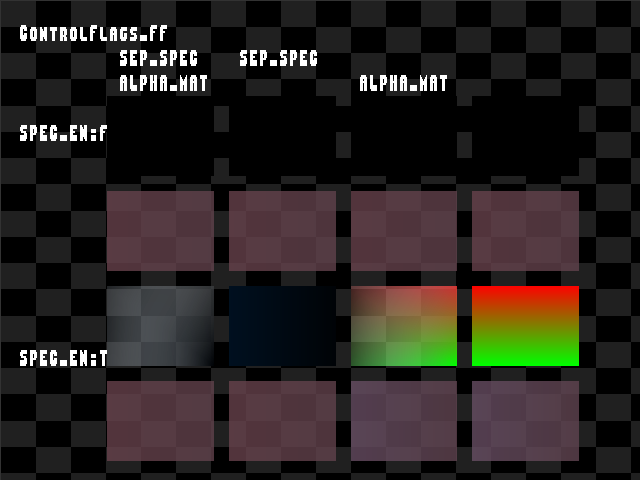 ControlFlags_FF
SEP_SPEC SEP_SPEC
ALPHA_MAT ALPHA_MAT
SPEC_EN:F
SPEC_EN:T